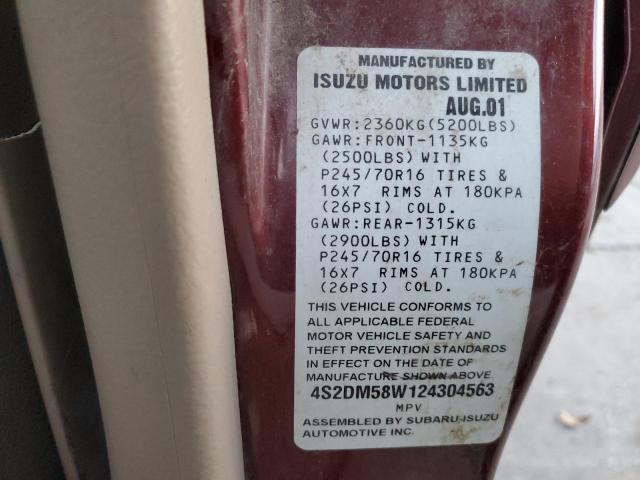 MANUFACTURED BY
ISUZU MOTORS LIMITED
AUG.01
GVWR:2360KG(5200LBS)
GAWR:FRONT-1135KG
(2500LBS) WITH
P245/70R16 TIRES &
16X7 RIMS AT 180KPA
(26PSI) COLD.
GAWR:REAR-1315KG
(2900LBS) WITH
P245/70R16 TIRES &
16X7 RIMS AT 180KPA
(26PSI) COLD.
THIS VEHICLE CONFORMS TO
ALL APPLICABLE FEDERAL
MOTOR VEHICLE SAFETY AND
THEFT PREVENTION STANDARDS
IN EFFECT ON THE DATE OF
MANUFACTURE SHOWN ABOVE.
4S2DM58W124304563
MPV
ASSEMBLED BY SUBARU-ISUZU
AUTOMOTIVE INC.